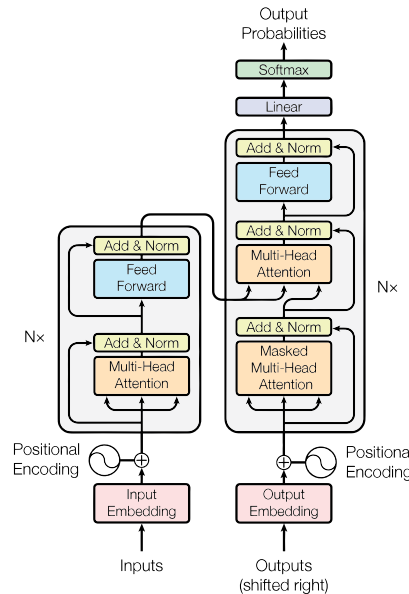 Output
Probabilities
Softmax
Linear
Add & Norm
Feed
Forward
Add & Norm
Multi-Head
Attention
Add & Norm
Masked
Multi-Head
Attention
N×
Add & Norm
Feed
Forward
Add & Norm
Multi-Head
Attention
N×
Positional
Encoding
Positional
Encoding
Input
Embedding
Output
Embedding
Inputs
Outputs
(shifted right)